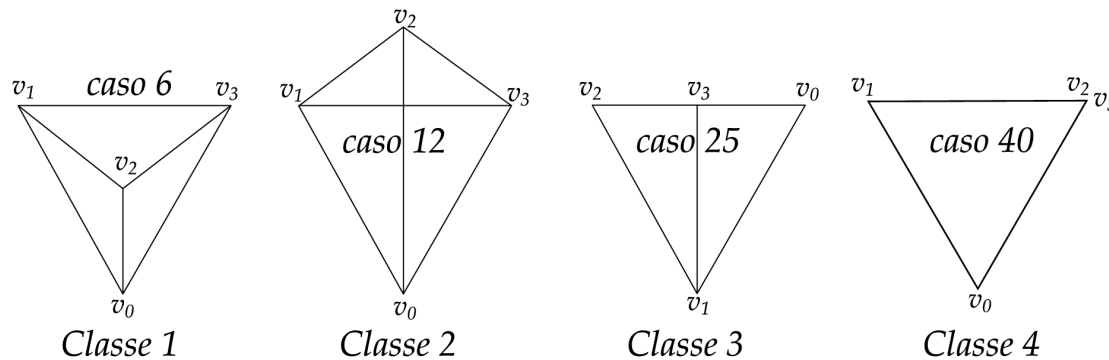 v₁ caso 6 v₃
v₂
v₀
Classe 1
v₂
v₁ v₃
caso 12
v₀
Classe 2
v₂ v₃ v₀
caso 25
v₁
Classe 3
v₁ v₂
v₃
caso 40
v₀
Classe 4